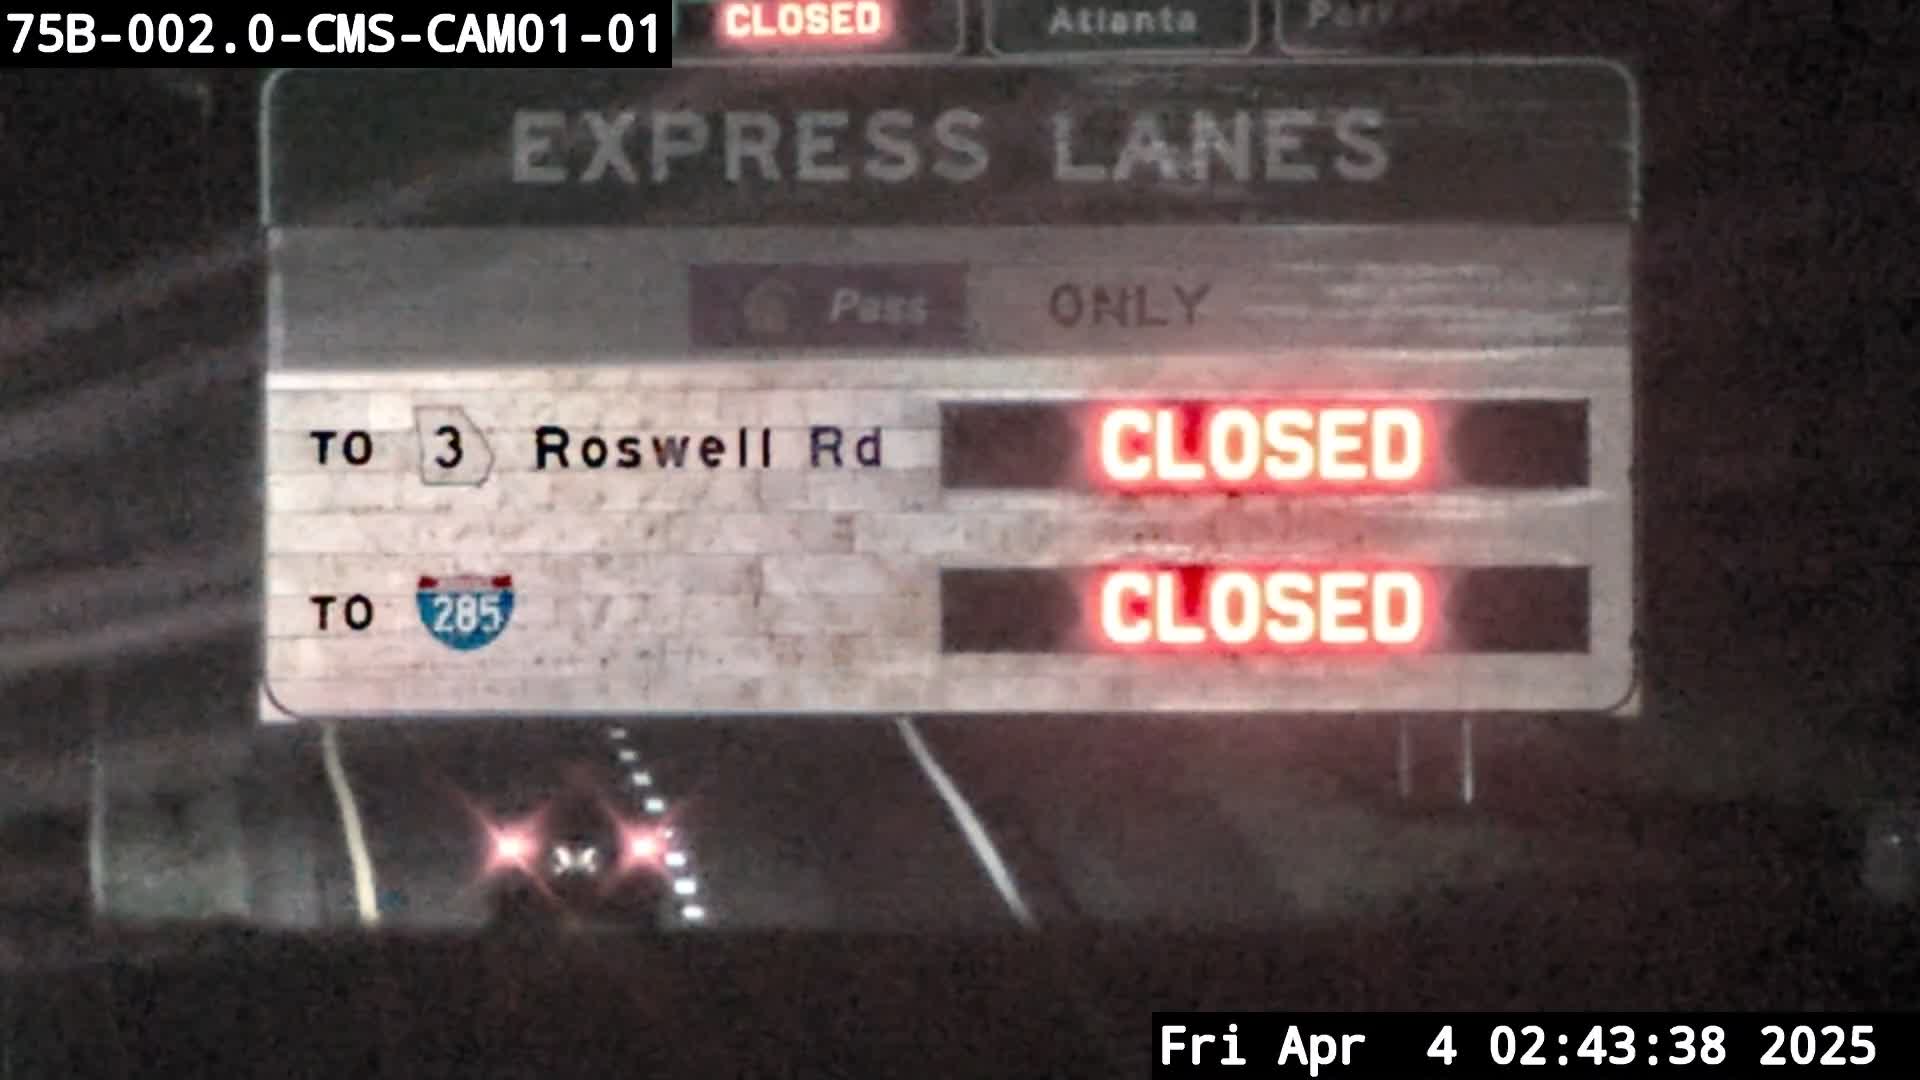 75B-002.0-CMS-CAM01-01
CLOSED
Atlanta
EXPRESS LANES
Pass ONLY
TO 3 Roswell Rd CLOSED
TO 285 CLOSED
Fri Apr 4 02:43:38 2025